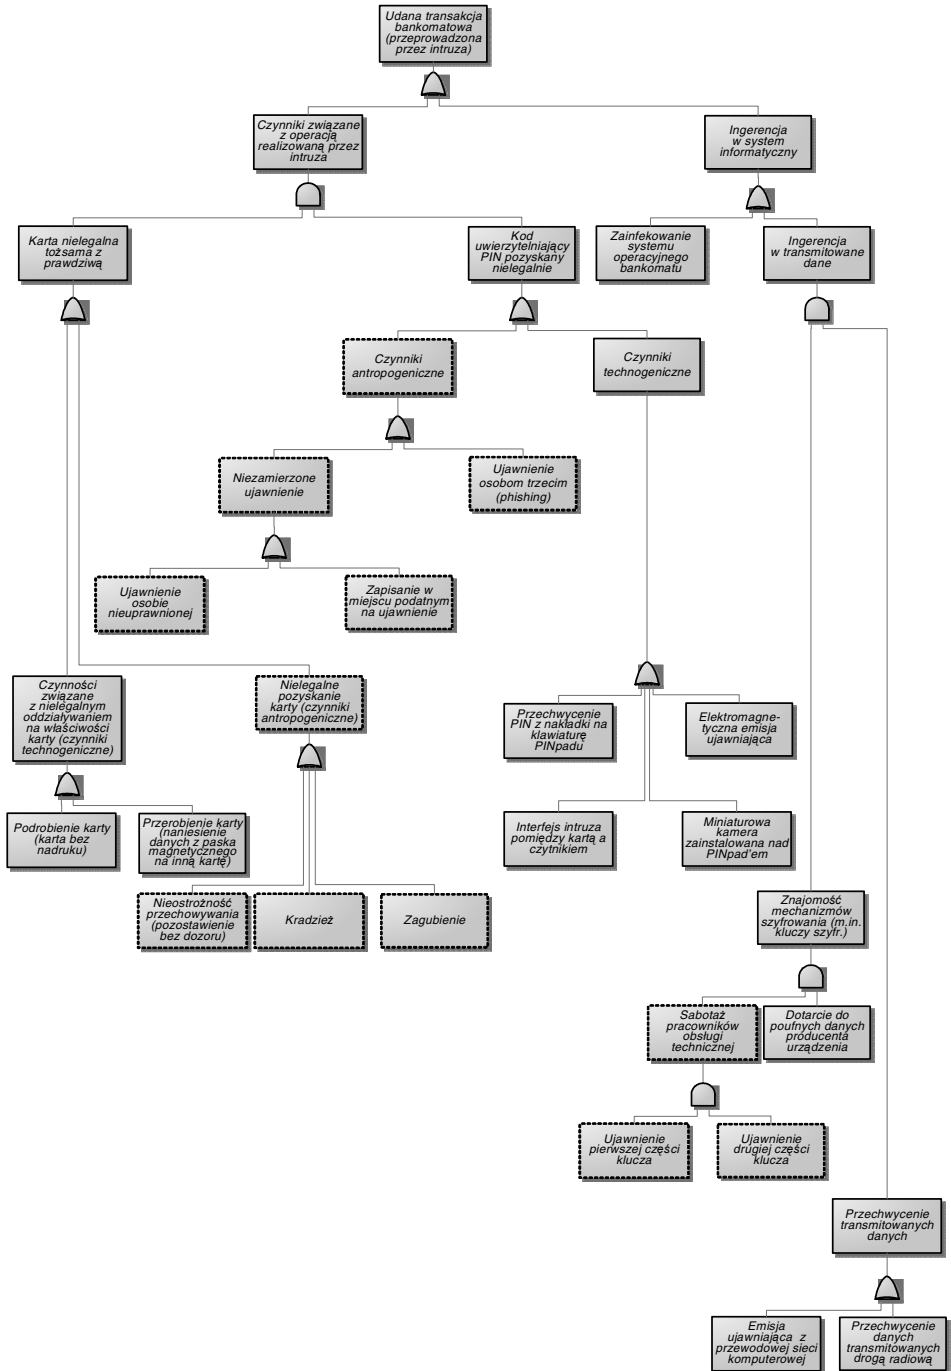 Udana transakcja
bankomatowa
(przeprowadzona
przez intruza)
Czynniki związane
z operacją
realizowaną przez
intruza
Ingerencja
w system
informatyczny
Karta nielegalna
tożsama z
prawdziwą
Kod
uwierzytelniający
PIN pozyskany
nielegalnie
Zainfekowanie
systemu
operacyjnego
bankomatu
Ingerencja
w transmitowane
dane
Czynniki
antropogeniczne
Czynniki
technogeniczne
Niezamierzone
ujawnienie
Ujawnienie
osobom trzecim
(phishing)
Ujawnienie
osobie
nieuprawnionej
Zapisanie w
miejscu podatnym
na ujawnienie
Czynności
związane
z nielegalnym
oddziaływaniem
na właściwości
karty (czynniki
technogeniczne)
Nielegalne
pozyskanie
karty (czynniki
antropogeniczne)
Przechwycenie
PIN z nakładki na
klawiaturę
PINpadu
Elektromagne-
tyczna emisja
ujawniająca
Podrobienie karty
(karta bez
nadruku)
Przerobienie karty
(naniesienie
danych z paska
magnetycznego
na inną kartę)
Interfejs intruza
pomiędzy kartą a
czytnikiem
Miniaturowa
kamera
zainstalowana nad
PINpad'em
Nieostrożność
przechowywania
(pozostawienie
bez dozoru)
Kradzież
Zagubienie
Znajomość
mechanizmów
szyfrowania (m.in.
kluczy szyfr.)
Sabotaż
pracowników
obsługi
technicznej
Dotarcie do
poufnych danych
producenta
urządzenia
Ujawnienie
pierwszej części
klucza
Ujawnienie
drugiej części
klucza
Przechwycenie
transmitowanych
danych
Emisja
ujawniająca z
przewodowej sieci
komputerowej
Przechwycenie
danych
transmitowanych
drogą radiową